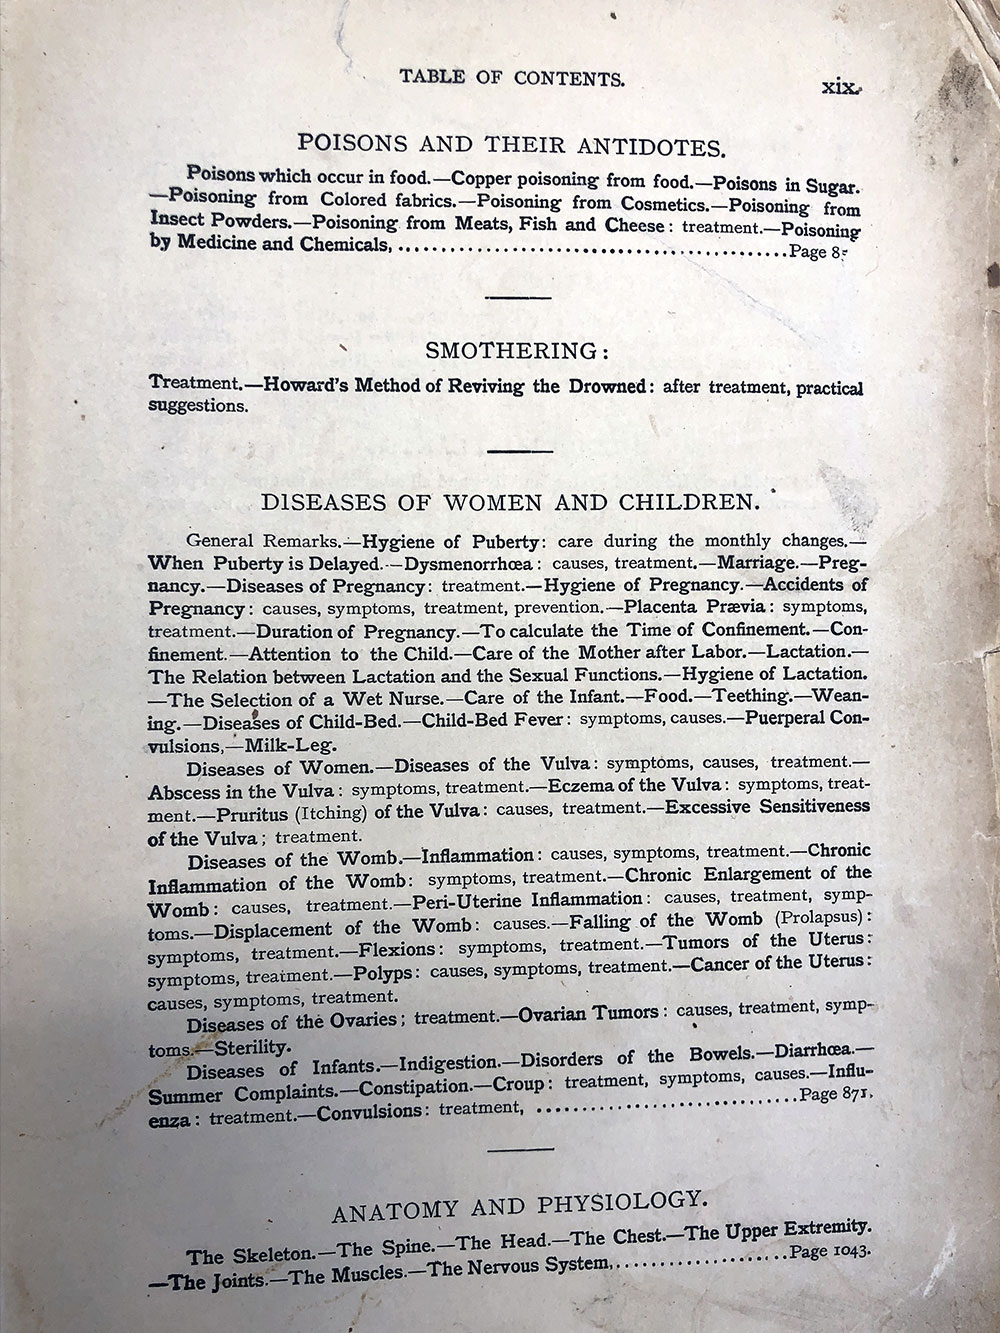 TABLE OF CONTENTS.
xix.
POISONS AND THEIR ANTIDOTES.
Poisons which occur in food.—Copper poisoning from food.—Poisons in Sugar.
—Poisoning from Colored fabrics.—Poisoning from Cosmetics.—Poisoning from
Insect Powders.—Poisoning from Meats, Fish and Cheese: treatment.—Poisoning
by Medicine and Chemicals, ........................................Page
SMOTHERING:
Treatment.—Howard's Method of Reviving the Drowned: after treatment, practical
suggestions.
DISEASES OF WOMEN AND CHILDREN.
General Remarks.—Hygiene of Puberty: care during the monthly changes.—
When Puberty is Delayed.—Dysmenorrhœa: causes, treatment.—Marriage.—Preg-
nancy.—Diseases of Pregnancy: treatment.—Hygiene of Pregnancy.—Accidents of
Pregnancy: causes, symptoms, treatment, prevention.—Placenta Prævia: symptoms,
treatment.—Duration of Pregnancy.—To calculate the Time of Confinement.—Con-
finement.—Attention to the Child.—Care of the Mother after Labor.—Lactation.—
The Relation between Lactation and the Sexual Functions.—Hygiene of Lactation.
—The Selection of a Wet Nurse.—Care of the Infant.—Food.—Teething.—Wean-
ing.—Diseases of Child-Bed.—Child-Bed Fever: symptoms, causes.—Puerperal Con-
vulsions,—Milk-Leg.
Diseases of Women.—Diseases of the Vulva: symptoms, causes, treatment.—
Abscess in the Vulva: symptoms, treatment.—Eczema of the Vulva: symptoms, treat-
ment.—Pruritus (Itching) of the Vulva: causes, treatment.—Excessive Sensitiveness
of the Vulva; treatment.
Diseases of the Womb.—Inflammation: causes, symptoms, treatment.—Chronic
Inflammation of the Womb: symptoms, treatment.—Chronic Enlargement of the
Womb: causes, treatment.—Peri-Uterine Inflammation: causes, treatment, symp-
toms.—Displacement of the Womb: causes.—Falling of the Womb (Prolapsus):
symptoms, treatment.—Flexions: symptoms, treatment.—Tumors of the Uterus:
symptoms, treatment.—Polyps: causes, symptoms, treatment.—Cancer of the Uterus:
causes, symptoms, treatment.
Diseases of the Ovaries; treatment.—Ovarian Tumors: causes, treatment, symp-
toms.—Sterility.
Diseases of Infants.—Indigestion.—Disorders of the Bowels.—Diarrhœa.—
Summer Complaints.—Constipation.—Croup: treatment, symptoms, causes.—Influ-
enza: treatment.—Convulsions: treatment, ............................Page 871.
ANATOMY AND PHYSIOLOGY.
The Skeleton.—The Spine.—The Head.—The Chest.—The Upper Extremity.
—The Joints.—The Muscles.—The Nervous System,...................Page 1043.